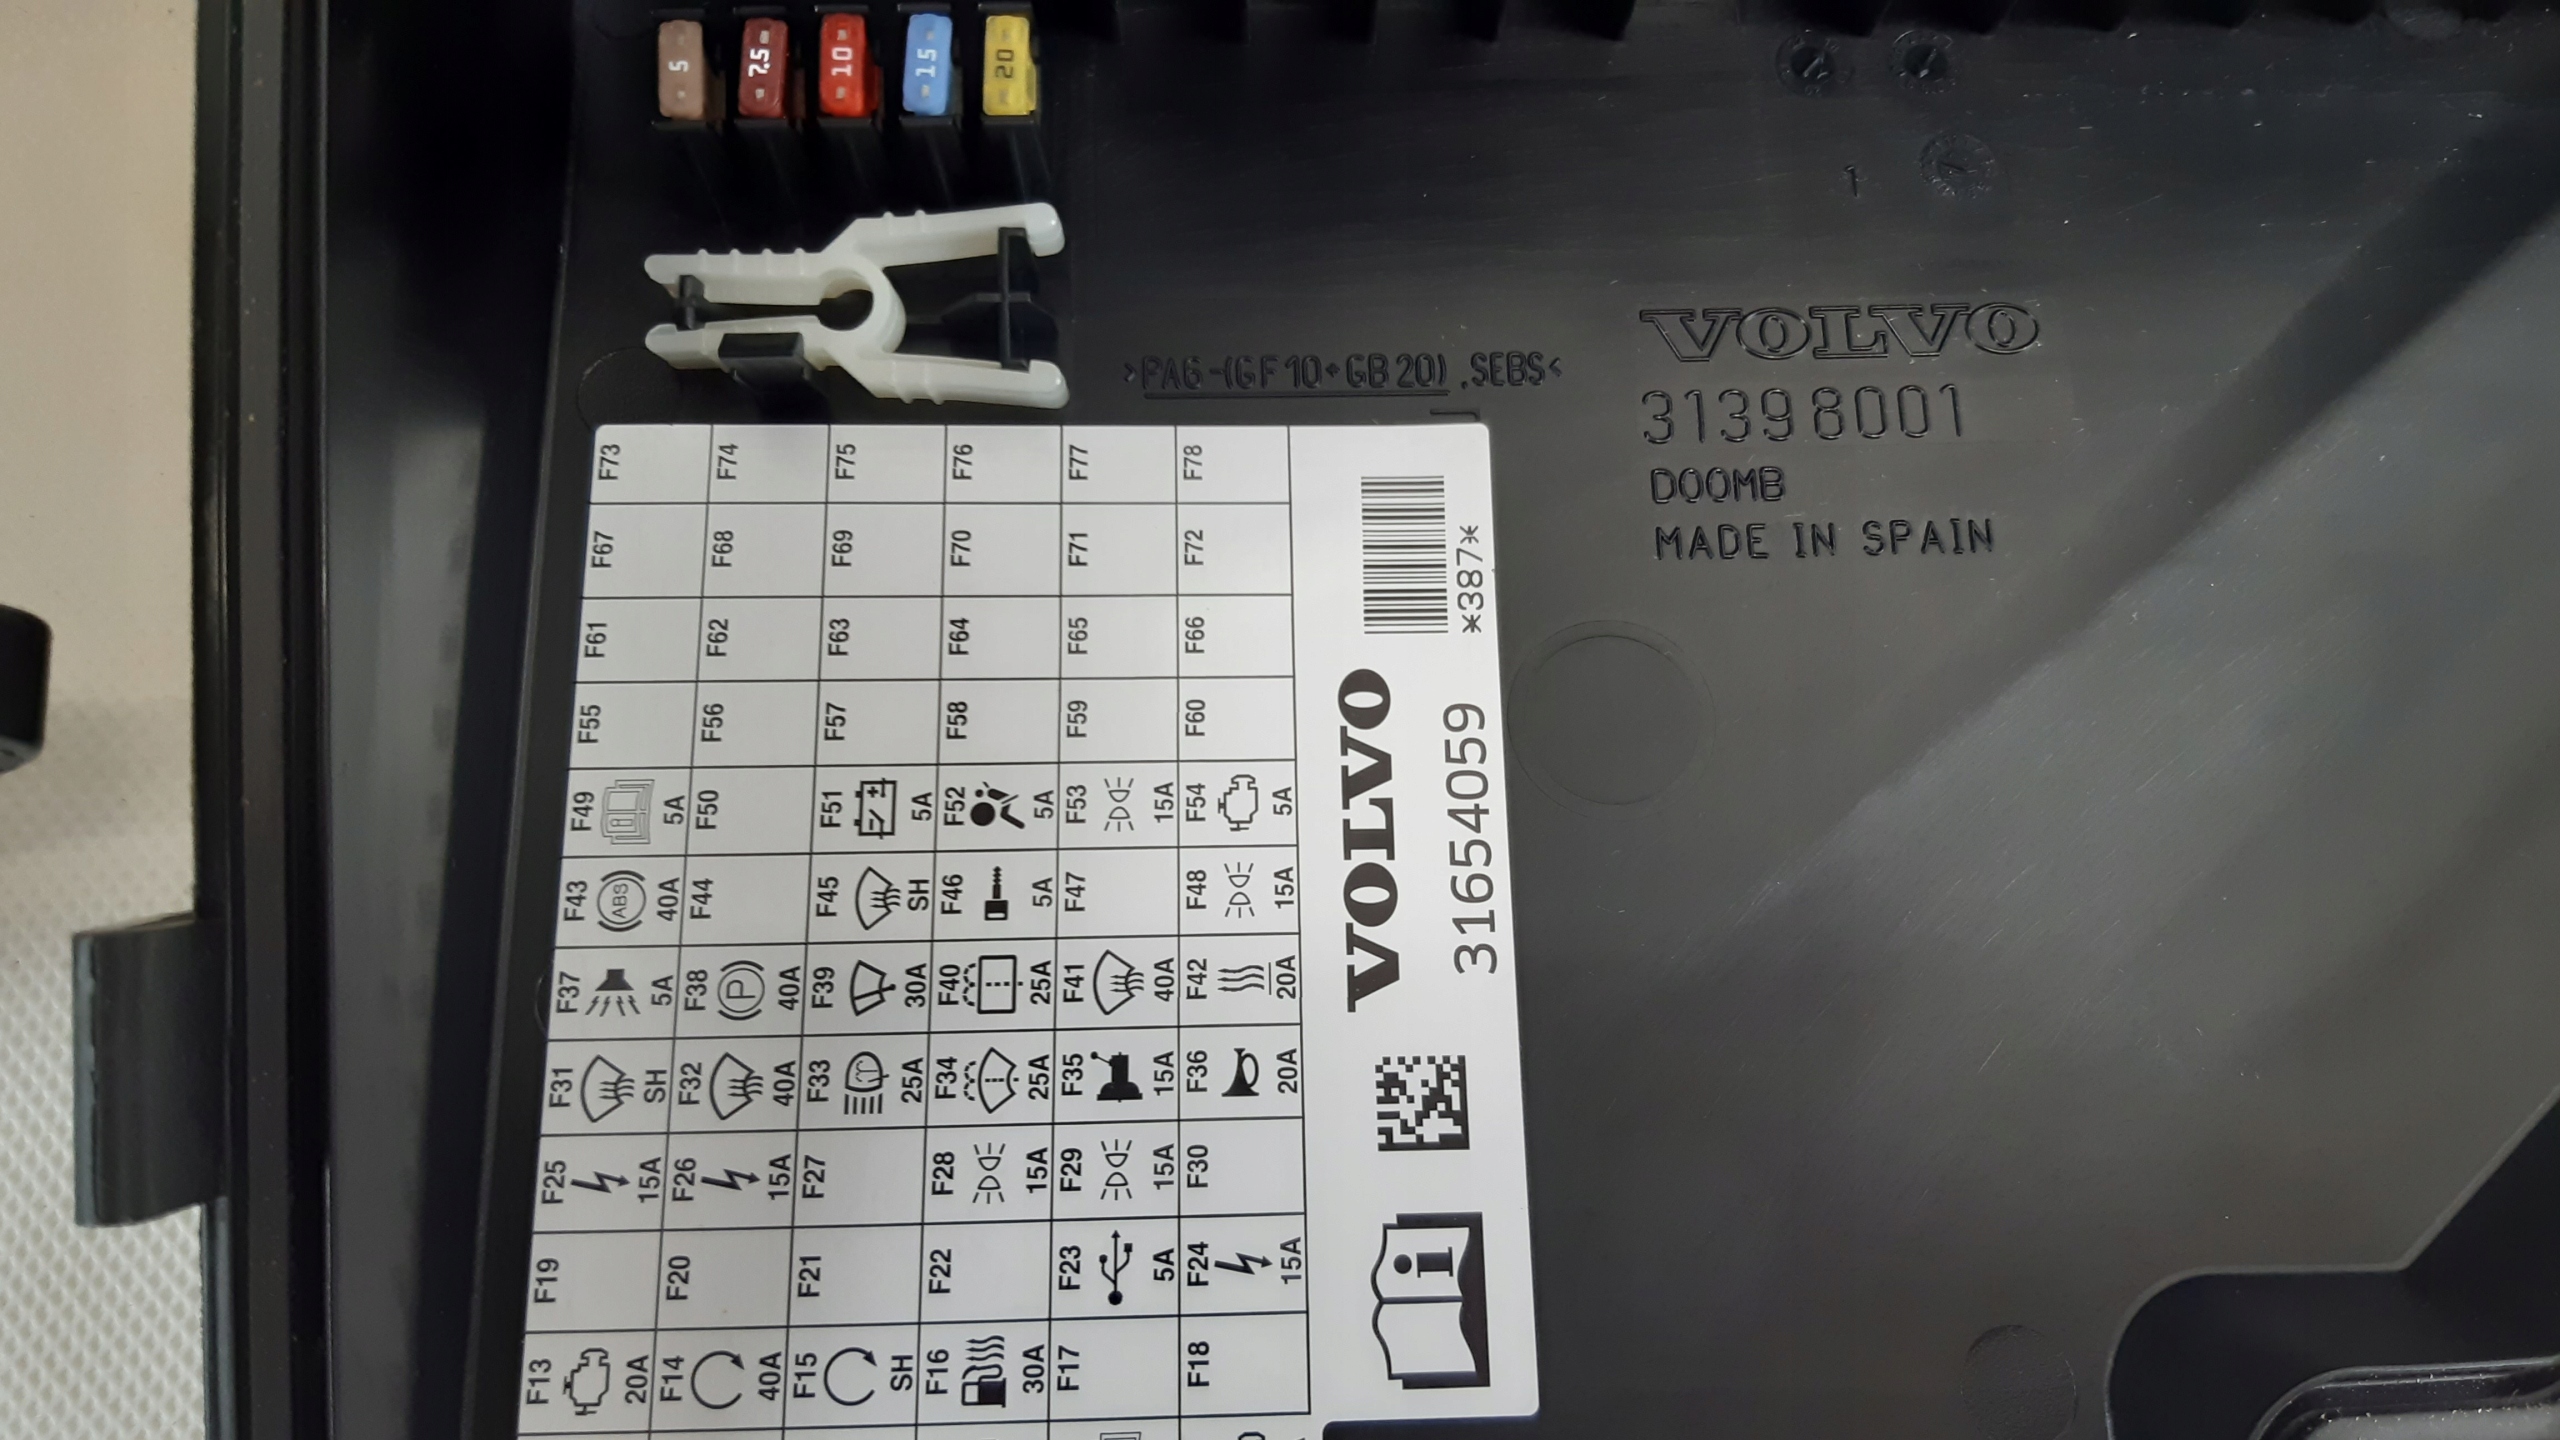 5
7.5
10
15
20
1
VOLVO
31398001
D00MB
MADE IN SPAIN
>PA6-(GF10+GB20).SEBS<
F13 20A
F19
F25 15A
F31 SH
F37 5A
F43 ABS 40A
F49 i 5A
F55
F61
F67
F73
F14 40A
F20
F26 15A
F32 40A
F38 P 40A
F44
F50
F56
F62
F68
F74
F15 SH
F21
F27
F33 25A
F39 30A
F45 SH
F51 5A
F57
F63
F69
F75
F16 30A
F22
F28 15A
F34 25A
F40 25A
F46 5A
F52 5A
F58
F64
F70
F76
F17
F23 5A
F29 15A
F35 15A
F41 40A
F47
F53 15A
F59
F65
F71
F77
F18
F24 15A
F30
F36 20A
F42 20A
F48 15A
F54 5A
F60
F66
F72
F78
i
VOLVO
31654059
*387*